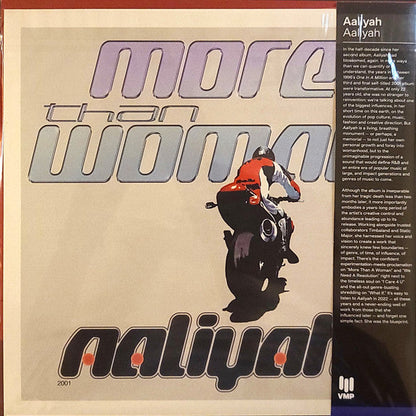 more
than
woman
aaliyah
2001
Aaliyah
Aaliyah
In the half decade since her
second album, Aaliyah had
blossomed, again, in more ways
than we can quantify or
understand, the years in between
1996's One In A Million and her
third and final self-titled 2001 album
were transformative. At only 22
years old, she was no stranger to
reinvention; we're talking about one
of the biggest influences, in her
short time on this earth, on the
evolution of pop culture, music,
fashion and creative direction. But
Aaliyah is a living, breathing
monument — or perhaps, a
memorial — to not just her own
personal growth and foray into
womanhood, but to the
unimaginable progression of a
sound that would define R&B and
an entire era of popular music at
large, and impact generations and
genres of music to come.
Although the album is inseparable
from her tragic death less than two
months later, it more importantly
embodies a years long period of
the artist's creative control and
abundance leading up to its
release. Working alongside trusted
collaborators Timbaland and Static
Major, she harnessed her voice and
vision to create a work that
sincerely knew few boundaries –
of genre, of time, of influence, of
impact. There's the confident
experimentation-meets-proclamation
on "More Than A Woman" and "We
Need A Resolution" right next to
the timeless soul on "I Care 4 U"
and the all-out genre-busting
shredding on "What If." It's easy to
listen to Aaliyah in 2022 — all these
years and a never-ending well of
work from those that she
influenced later — and forget one
simple fact: She was the blueprint.
VMP